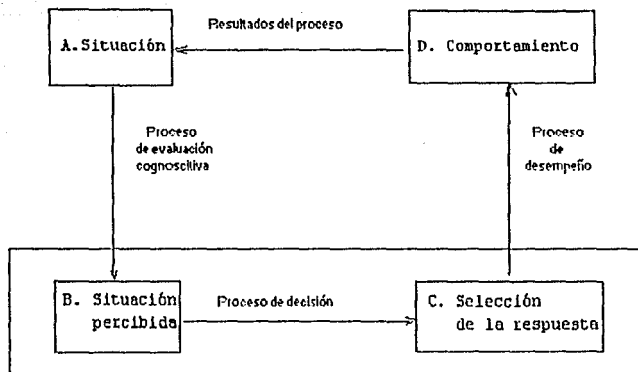 Resultados del proceso
A. Situación
D. Comportamiento
Proceso
de evaluación
cognoscitiva
Proceso
de
desempeño
B. Situación
percibida
Proceso de decisión
C. Selección
de la respuesta